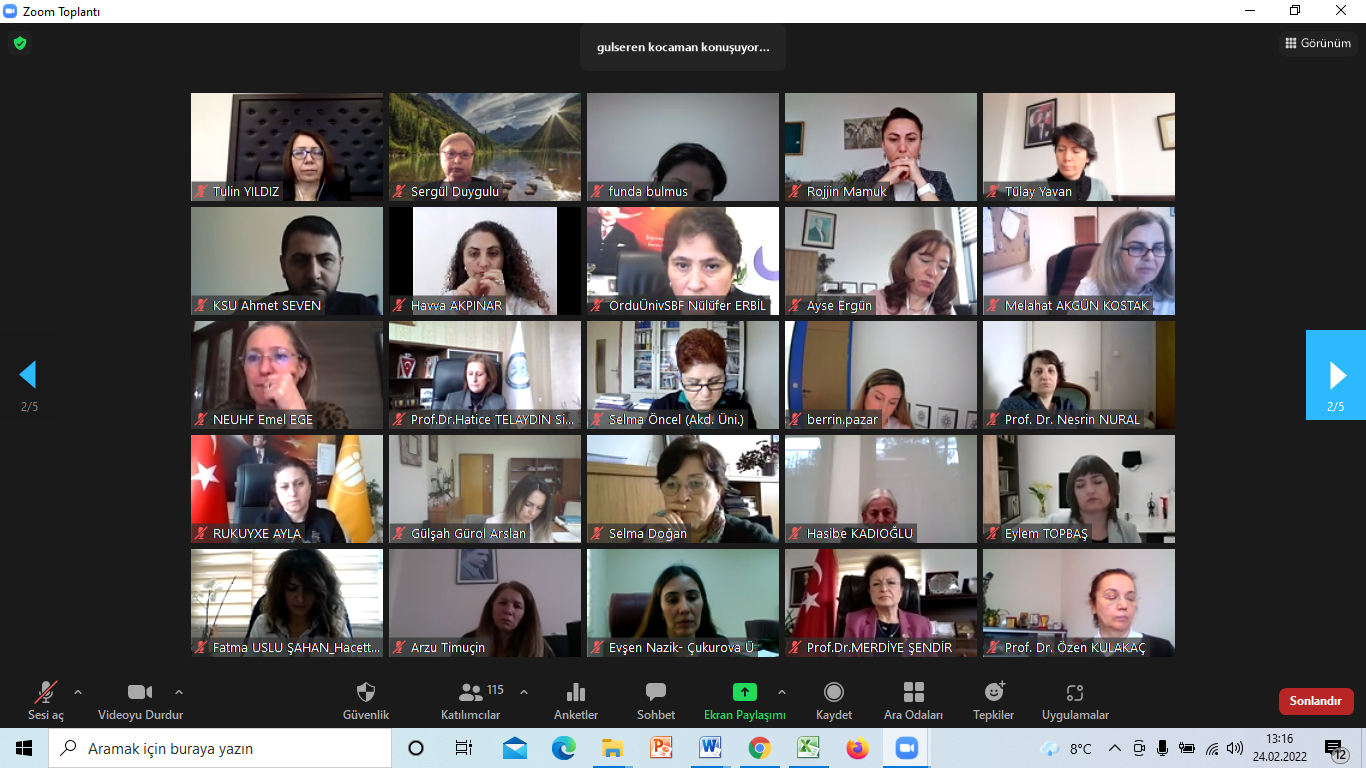 Zoom Toplantı
gulseren kocaman konuşuyor...
Görünüm
Tulin YILDIZ
Sergül Duygulu
funda bulmus
Rojjin Mamuk
Tülay Yavan
KSU Ahmet SEVEN
Havva AKPINAR
OrduÜnivSBF Nülüfer ERBİL
Ayse Ergün
Melahat AKGÜN KOSTAK
NEUHF Emel EGE
Prof.Dr.Hatice TELAYDIN Si...
Selma Öncel (Akd. Üni.)
berrin.pazar
Prof. Dr. Nesrin NURAL
2/5
2/5
RUKUYXE AYLA
Gülşah Gürol Arslan
Selma Doğan
Hasibe KADIOĞLU
Eylem TOPBAŞ
Fatma USLU ŞAHAN_Hacett...
Arzu Timuçin
Evşen Nazik- Çukurova Ü
Prof.Dr.MERDİYE ŞENDİR
Prof. Dr. Özen KULAKAÇ
115
Sesi aç
Videoyu Durdur
Güvenlik
Katılımcılar
Anketler
Sohbet
Ekran Paylaşımı
Kaydet
Ara Odaları
Tepkiler
Uygulamalar
Sonlandır
Aramak için buraya yazın
8°C
13:16
24.02.2022
12